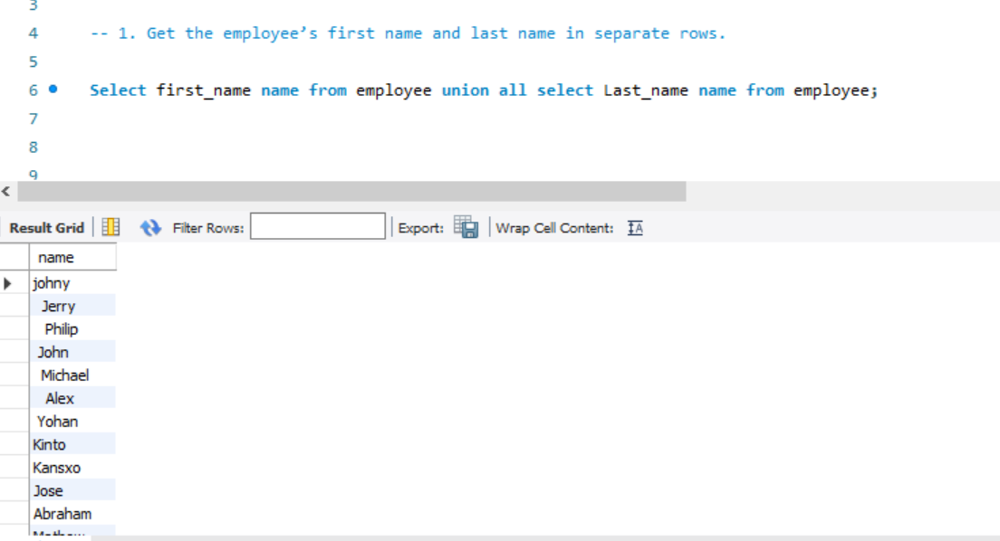 3
4 -- 1. Get the employee’s first name and last name in separate rows.
5
6 Select first_name name from employee union all select Last_name name from employee;
7
8
9
Result Grid Filter Rows: Export: Wrap Cell Content: IA
name
johny
Jerry
Philip
John
Michael
Alex
Yohan
Kinto
Kansxo
Jose
Abraham